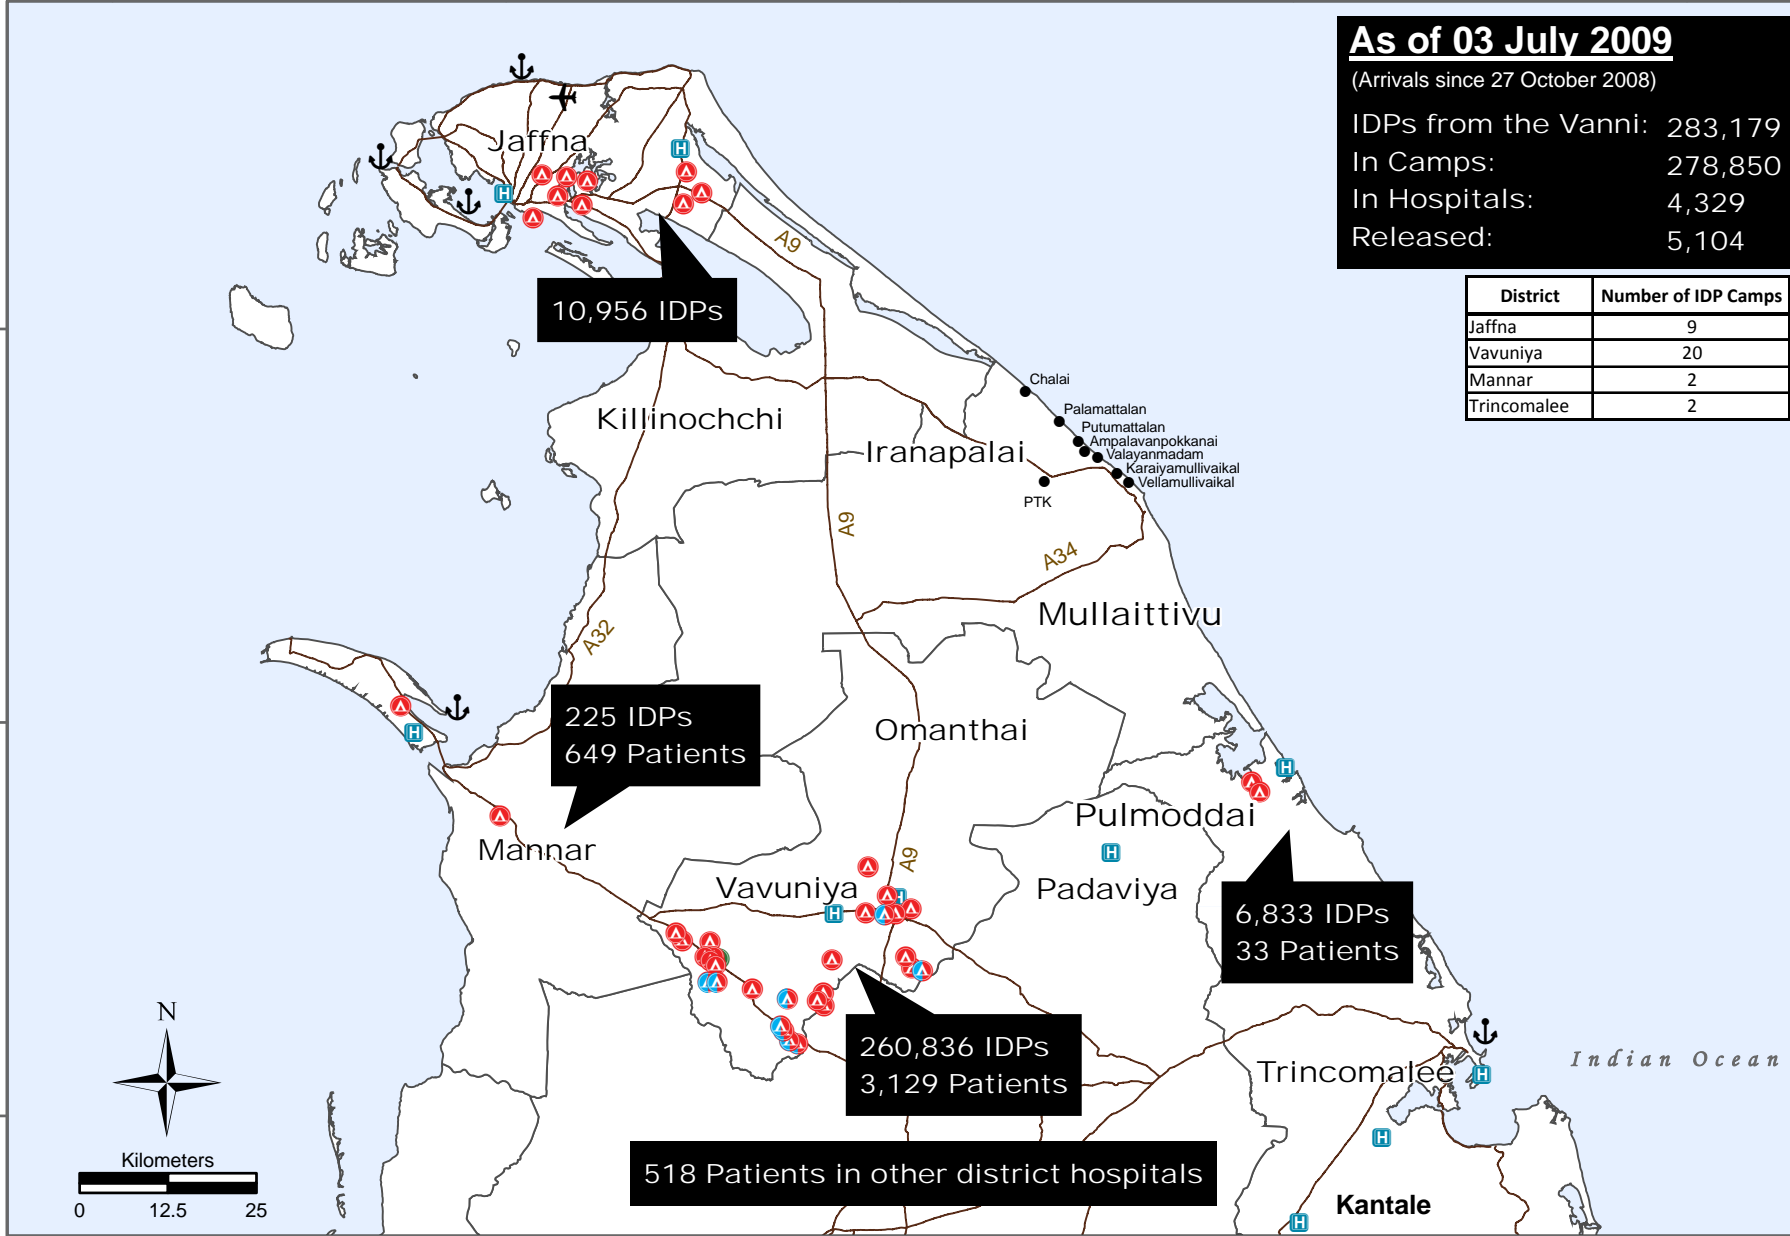 As of 03 July 2009
(Arrivals since 27 October 2008)
IDPs from the Vanni: 283,179
In Camps: 278,850
In Hospitals: 4,329
Released: 5,104
District Number of IDP Camps
Jaffna 9
Vavuniya 20
Mannar 2
Trincomalee 2
Jaffna
H
H
A9
10,956 IDPs
Chalai
Palamattalan
Putumattalan
Ampalavanpokkanai
Valayanmadam
Karaiyamullivaikal
Vellamullivaikal
PTK
Killinochchi
Iranapalai
A9
A34
Mullaittivu
A32
225 IDPs
649 Patients
H
Omanthai
H
Pulmoddai
Mannar
H
A9
Vavuniya
H
H
Padaviya
6,833 IDPs
33 Patients
260,836 IDPs
3,129 Patients
N
Indian Ocean
Trincomalee
H
H
Kilometers
0 12.5 25
518 Patients in other district hospitals
Kantale
H